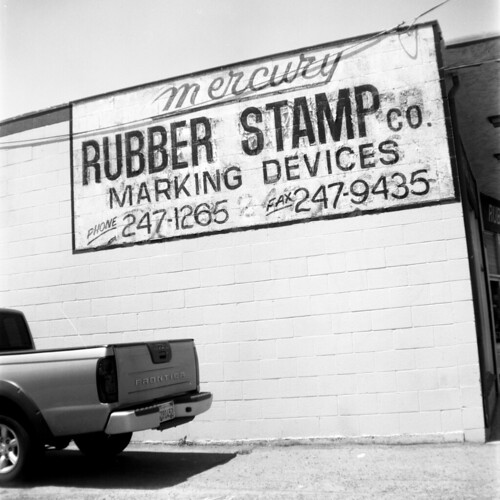 mercury
RUBBER STAMP CO.
MARKING DEVICES
PHONE 247-1265 FAX 247-9435
FRONTIER